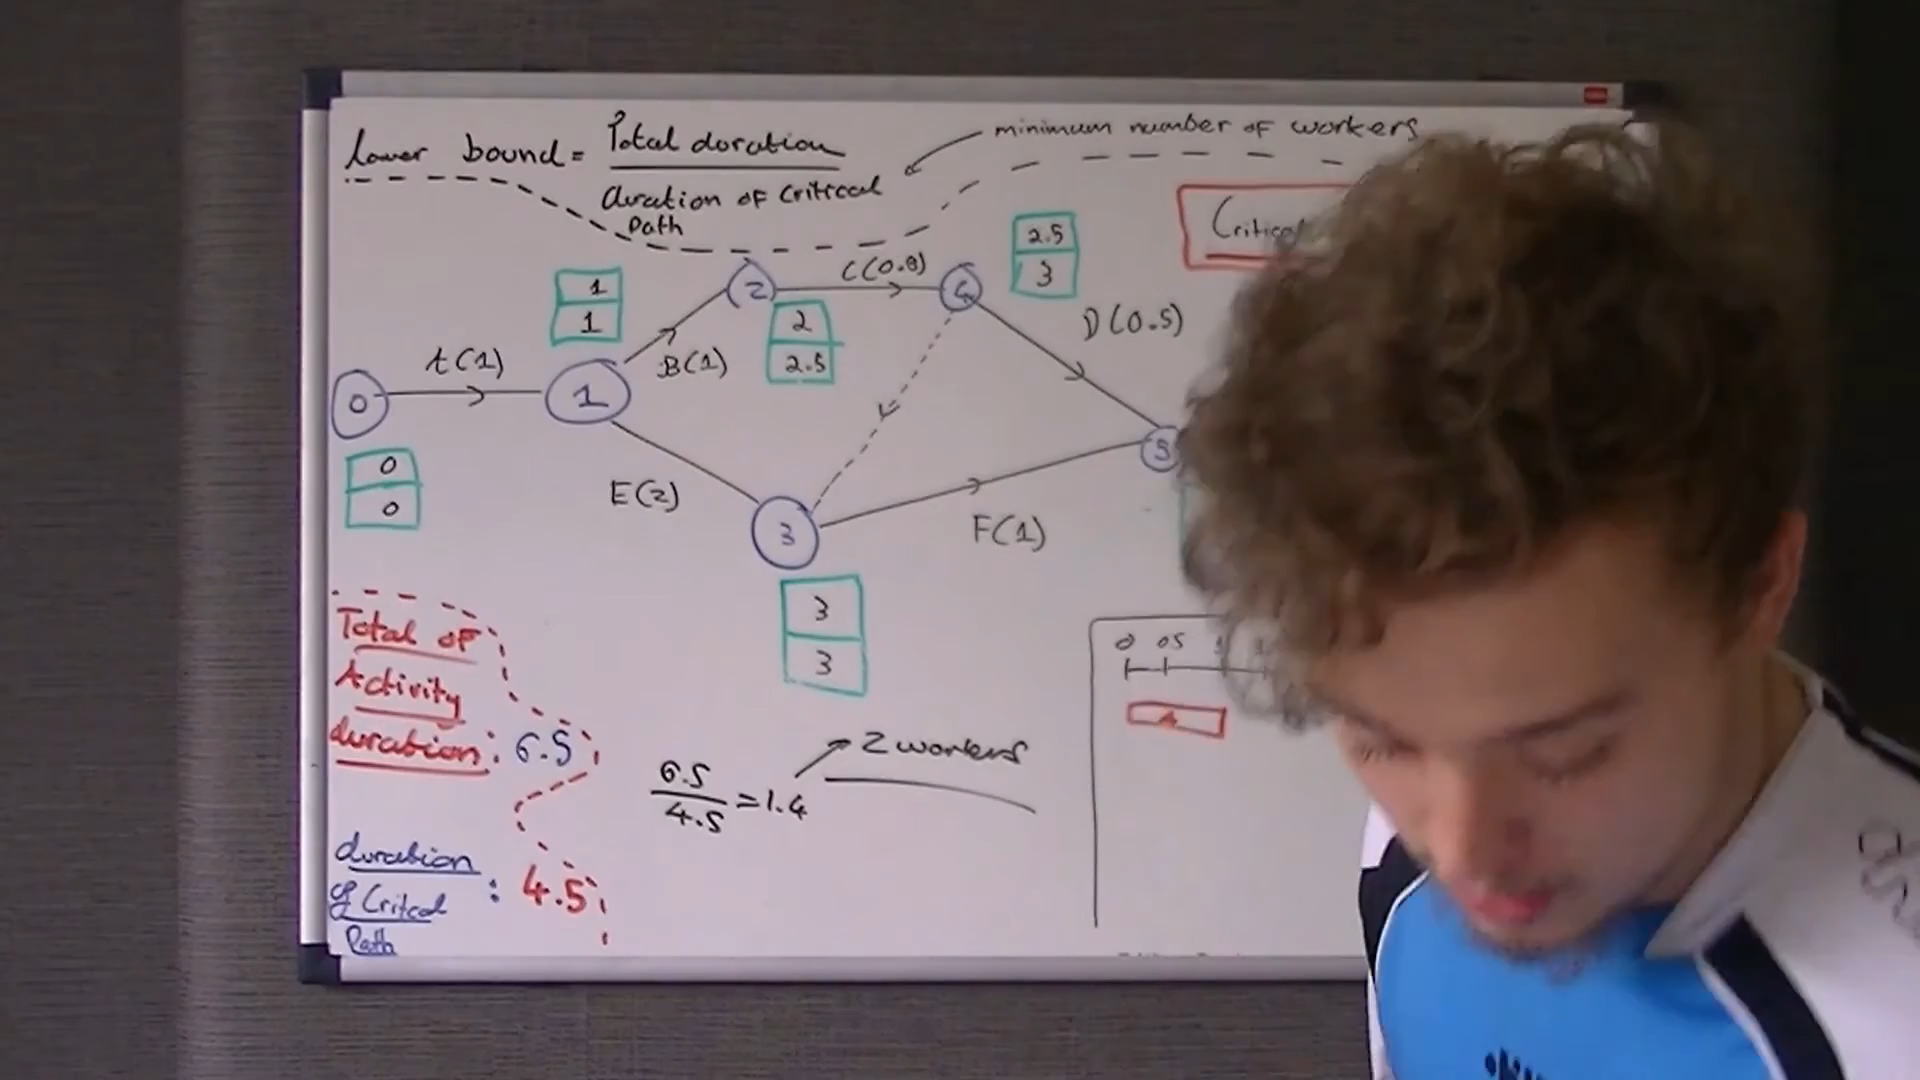 lower bound = Total duration
duration of Critical
Path
minimum number of workers
Critical
2.5
3
1
1
2
C(0.8)
4
D(0.5)
2
2.5
A(1)
B(1)
0
1
0
0
E(2)
3
F(1)
5
3
3
Total of
Activity
duration: 6.5
0 0.5 1
A
6.5
4.5
=1.4
2 workers
duration
of Critcal
Path
: 4.5